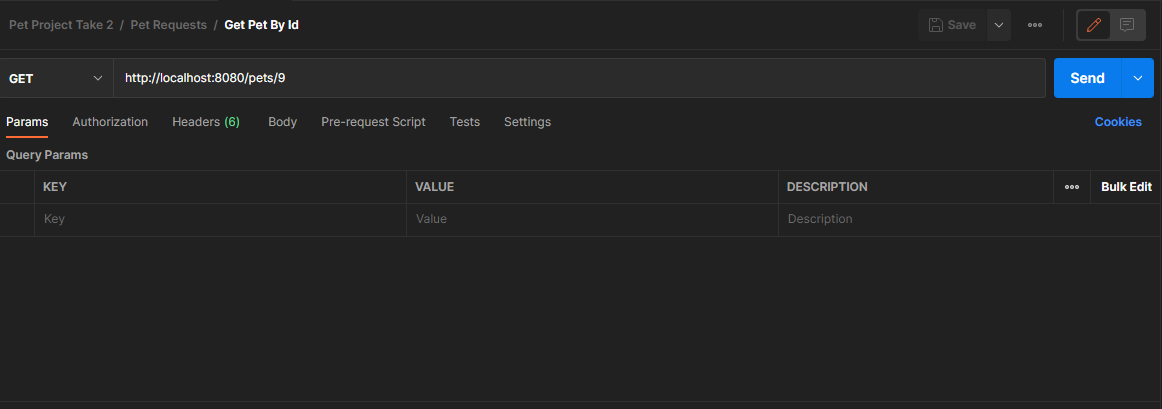 Pet Project Take 2 / Pet Requests / Get Pet By Id Save
GET http://localhost:8080/pets/9 Send
Params Authorization Headers (6) Body Pre-request Script Tests Settings Cookies
Query Params
KEY VALUE DESCRIPTION Bulk Edit
Key Value Description